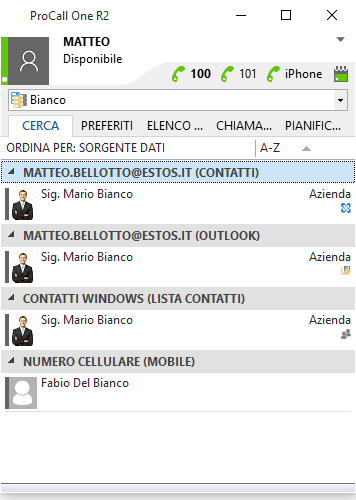 ProCall One R2
MATTEO
Disponibile
100 101 iPhone
Bianco
CERCA PREFERITI ELENCO ... CHIAMA... PIANIFIC...
ORDINA PER: SORGENTE DATI A-Z
MATTEO.BELLOTTO@ESTOS.IT (CONTATTI)
Sig. Mario Bianco Azienda
MATTEO.BELLOTTO@ESTOS.IT (OUTLOOK)
Sig. Mario Bianco Azienda
CONTATTI WINDOWS (LISTA CONTATTI)
Sig. Mario Bianco Azienda
NUMERO CELLULARE (MOBILE)
Fabio Del Bianco